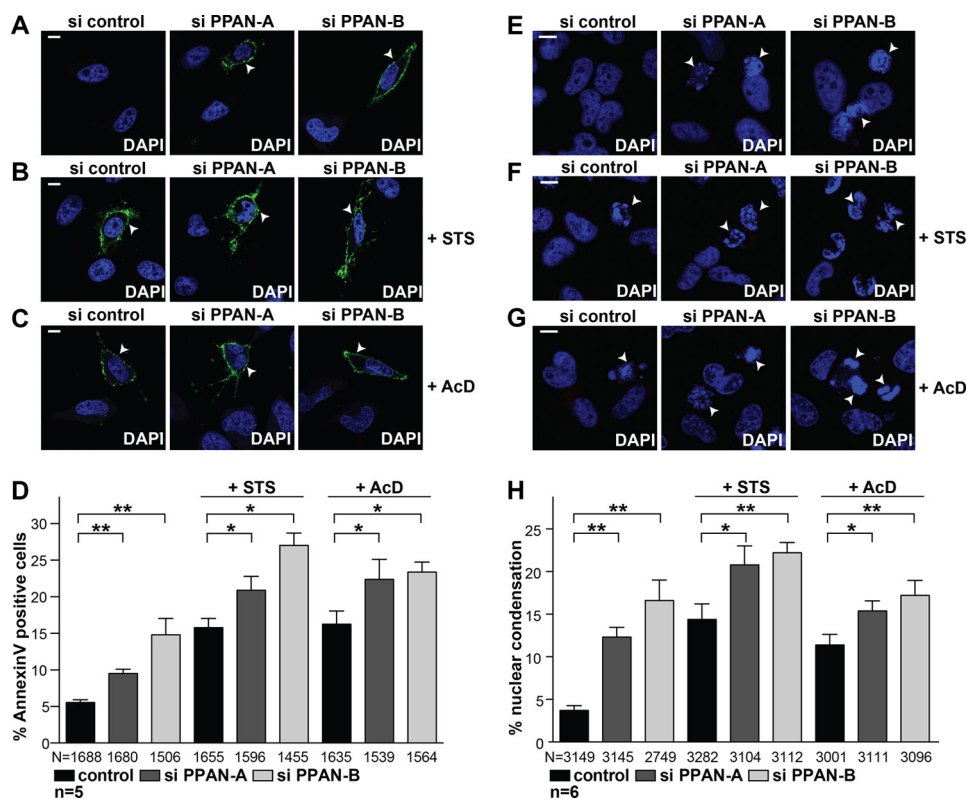 A
si control
si PPAN-A
si PPAN-B
DAPI
DAPI
DAPI
B
si control
si PPAN-A
si PPAN-B
+ STS
DAPI
DAPI
DAPI
C
si control
si PPAN-A
si PPAN-B
+ AcD
DAPI
DAPI
DAPI
D
+ STS
+ AcD
**
**
*
*
*
*
% AnnexinV positive cells
30
25
20
15
10
5
0
N=1688 1680 1506 1655 1596 1455 1635 1539 1564
control si PPAN-A si PPAN-B
n=5
E
si control
si PPAN-A
si PPAN-B
DAPI
DAPI
DAPI
F
si control
si PPAN-A
si PPAN-B
+ STS
DAPI
DAPI
DAPI
G
si control
si PPAN-A
si PPAN-B
+ AcD
DAPI
DAPI
DAPI
H
+ STS
+ AcD
**
**
**
*
**
*
% nuclear condensation
25
20
15
10
5
0
N=3149 3145 2749 3282 3104 3112 3001 3111 3096
control si PPAN-A si PPAN-B
n=6